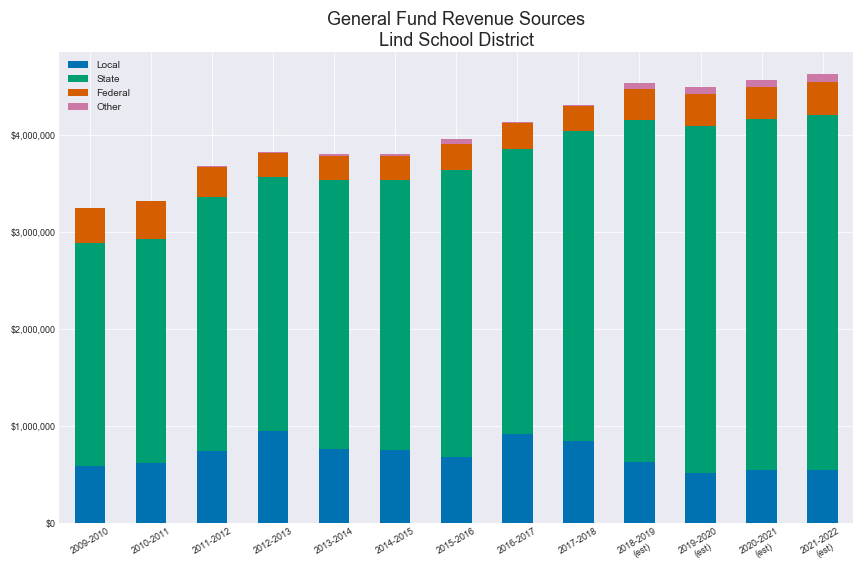 General Fund Revenue Sources
Lind School District
Local
State
Federal
Other
$4,000,000
$3,000,000
$2,000,000
$1,000,000
$0
2009-2010
2010-2011
2011-2012
2012-2013
2013-2014
2014-2015
2015-2016
2016-2017
2017-2018
2018-2019
(est)
2019-2020
(est)
2020-2021
(est)
2021-2022
(est)